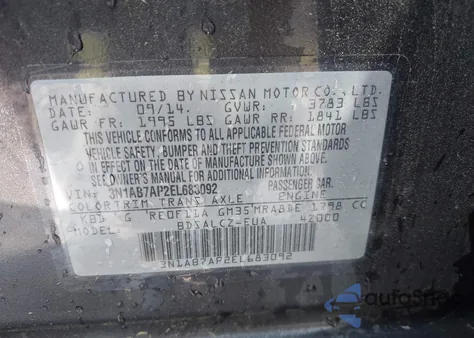 MANUFACTURED BY NISSAN MOTOR CO., LTD.
DATE: 09/14 GVWR: 3783 LBS
GAWR FR: 1995 LBS GAWR RR: 1841 LBS
THIS VEHICLE CONFORMS TO ALL APPLICABLE FEDERAL MOTOR
VEHICLE SAFETY, BUMPER AND THEFT PREVENTION STANDARDS
IN EFFECT ON THE DATE OF MANUFACTURE SHOWN ABOVE.
SEE OWNER'S MANUAL FOR ADDITIONAL INFORMATION
VIN: 3N1AB7AP2EL683092 PASSENGER CAR
COLOR TRIM TRANS AXLE ENGINE
KBD G RE0F11A GM35 MRA8DE 1798 CC
MODEL: BDSALCZ-EUA 42000
3N1AB7AP2EL683092